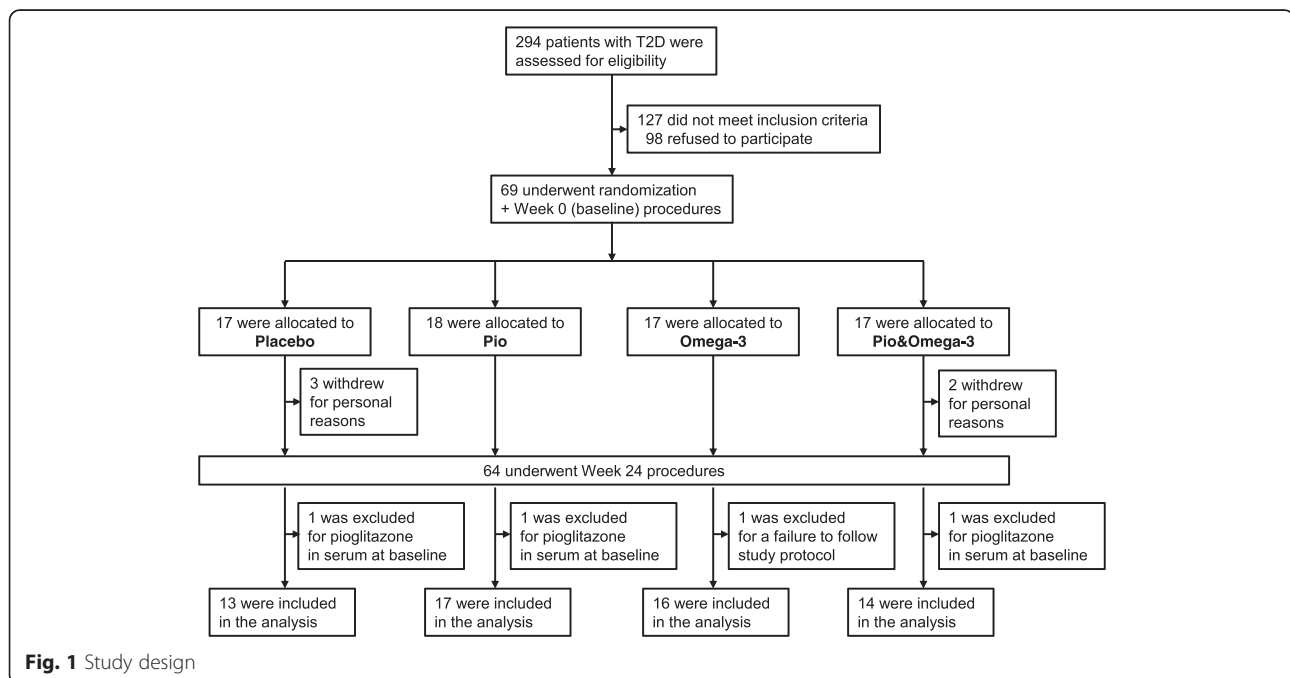 294 patients with T2D were
assessed for eligibility
127 did not meet inclusion criteria
98 refused to participate
69 underwent randomization
+ Week 0 (baseline) procedures
17 were allocated to
Placebo
18 were allocated to
Pio
17 were allocated to
Omega-3
17 were allocated to
Pio&Omega-3
3 withdrew
for personal
reasons
2 withdrew
for personal
reasons
64 underwent Week 24 procedures
1 was excluded
for pioglitazone
in serum at baseline
1 was excluded
for pioglitazone
in serum at baseline
1 was excluded
for a failure to follow
study protocol
1 was excluded
for pioglitazone
in serum at baseline
13 were included
in the analysis
17 were included
in the analysis
16 were included
in the analysis
14 were included
in the analysis
Fig. 1 Study design